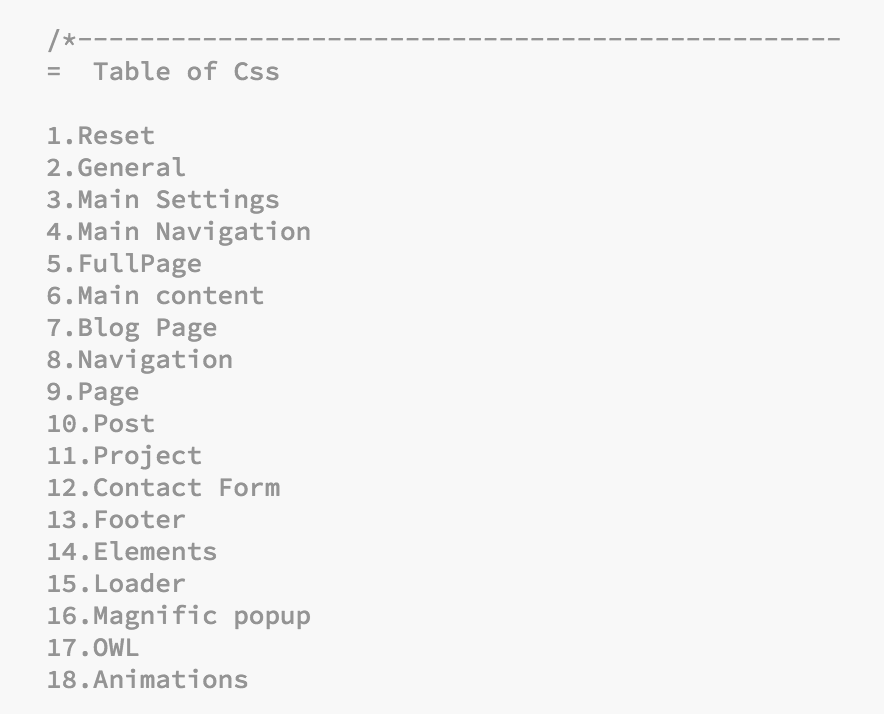 /*-------------------------------------------------
=  Table of Css
1.Reset
2.General
3.Main Settings
4.Main Navigation
5.FullPage
6.Main content
7.Blog Page
8.Navigation
9.Page
10.Post
11.Project
12.Contact Form
13.Footer
14.Elements
15.Loader
16.Magnific popup
17.OWL
18.Animations